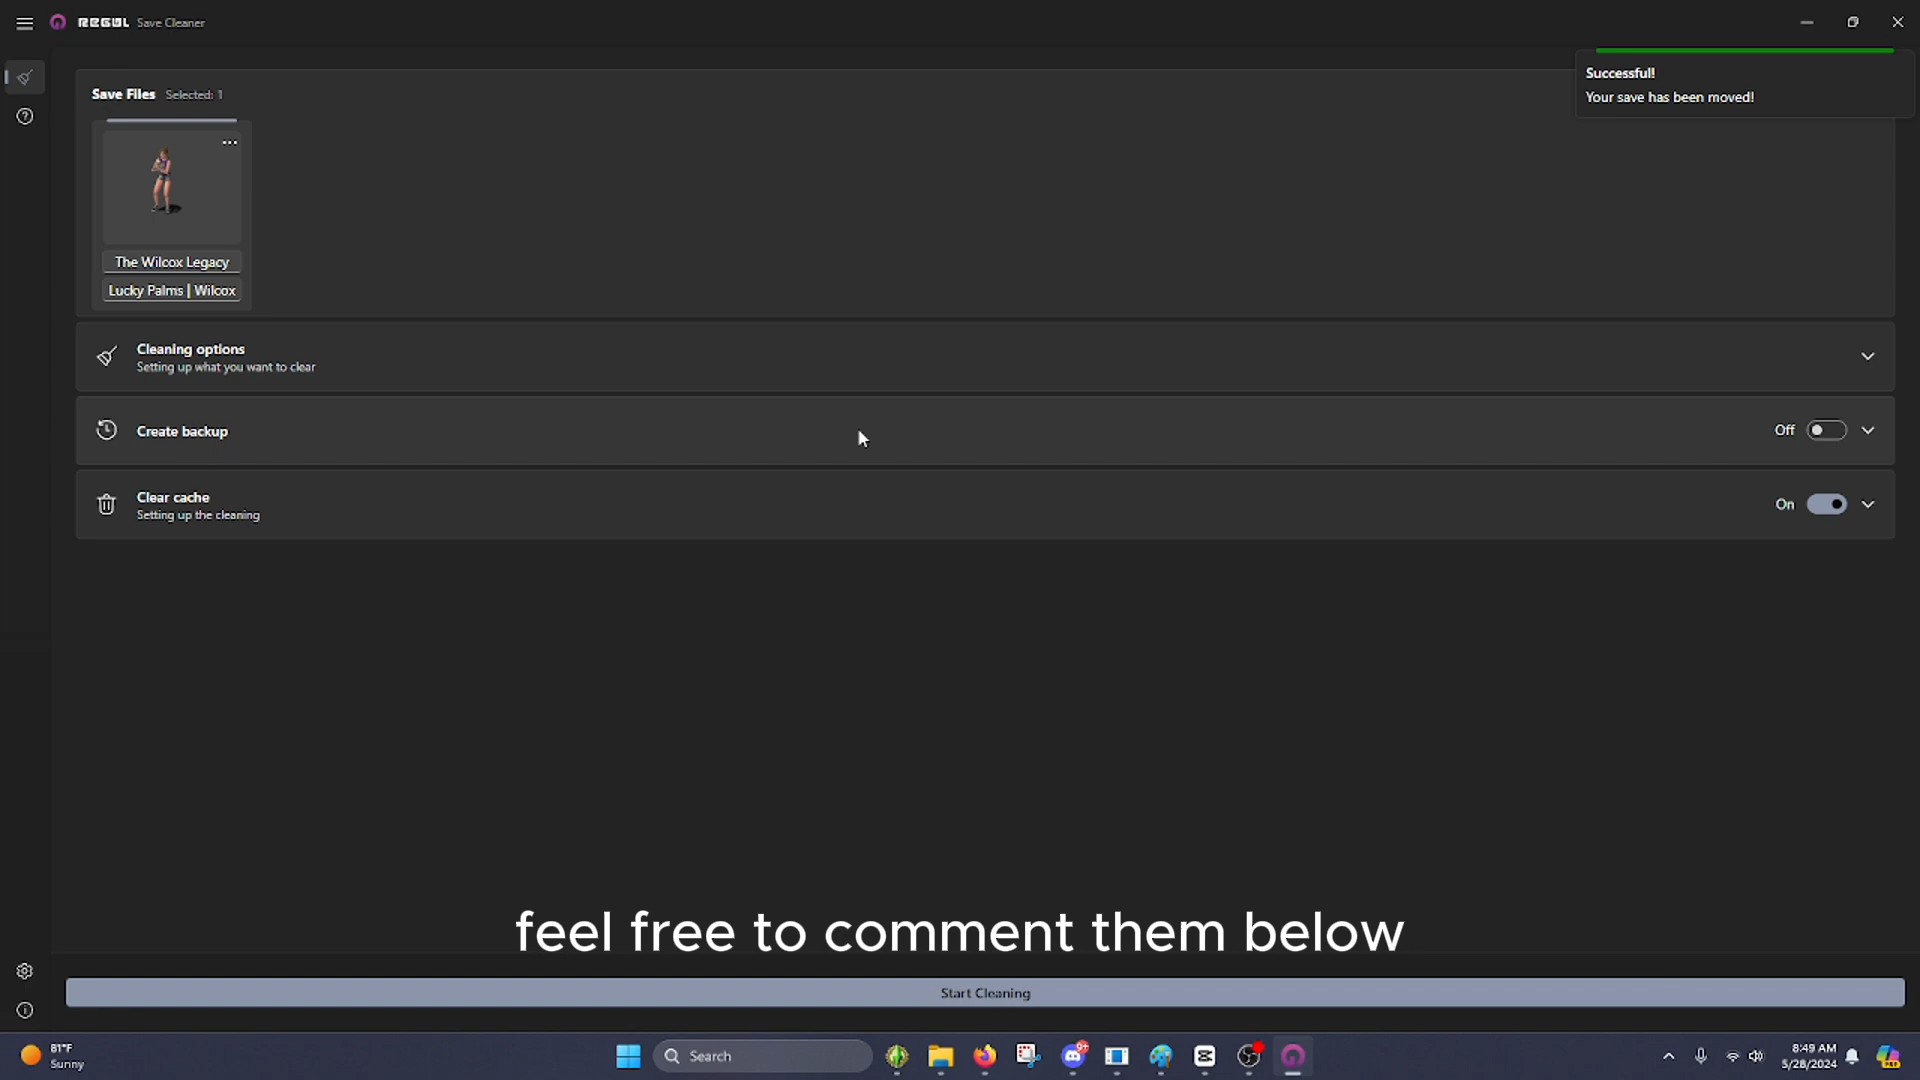 REGUL Save Cleaner
Successful!
Your save has been moved!
Save Files Selected: 1
The Wilcox Legacy
Lucky Palms | Wilcox
Cleaning options
Setting up what you want to clear
Create backup
Off
Clear cache
Setting up the cleaning
On
feel free to comment them below
Start Cleaning
81°F
Sunny
Search
9+
8:49 AM
5/28/2024